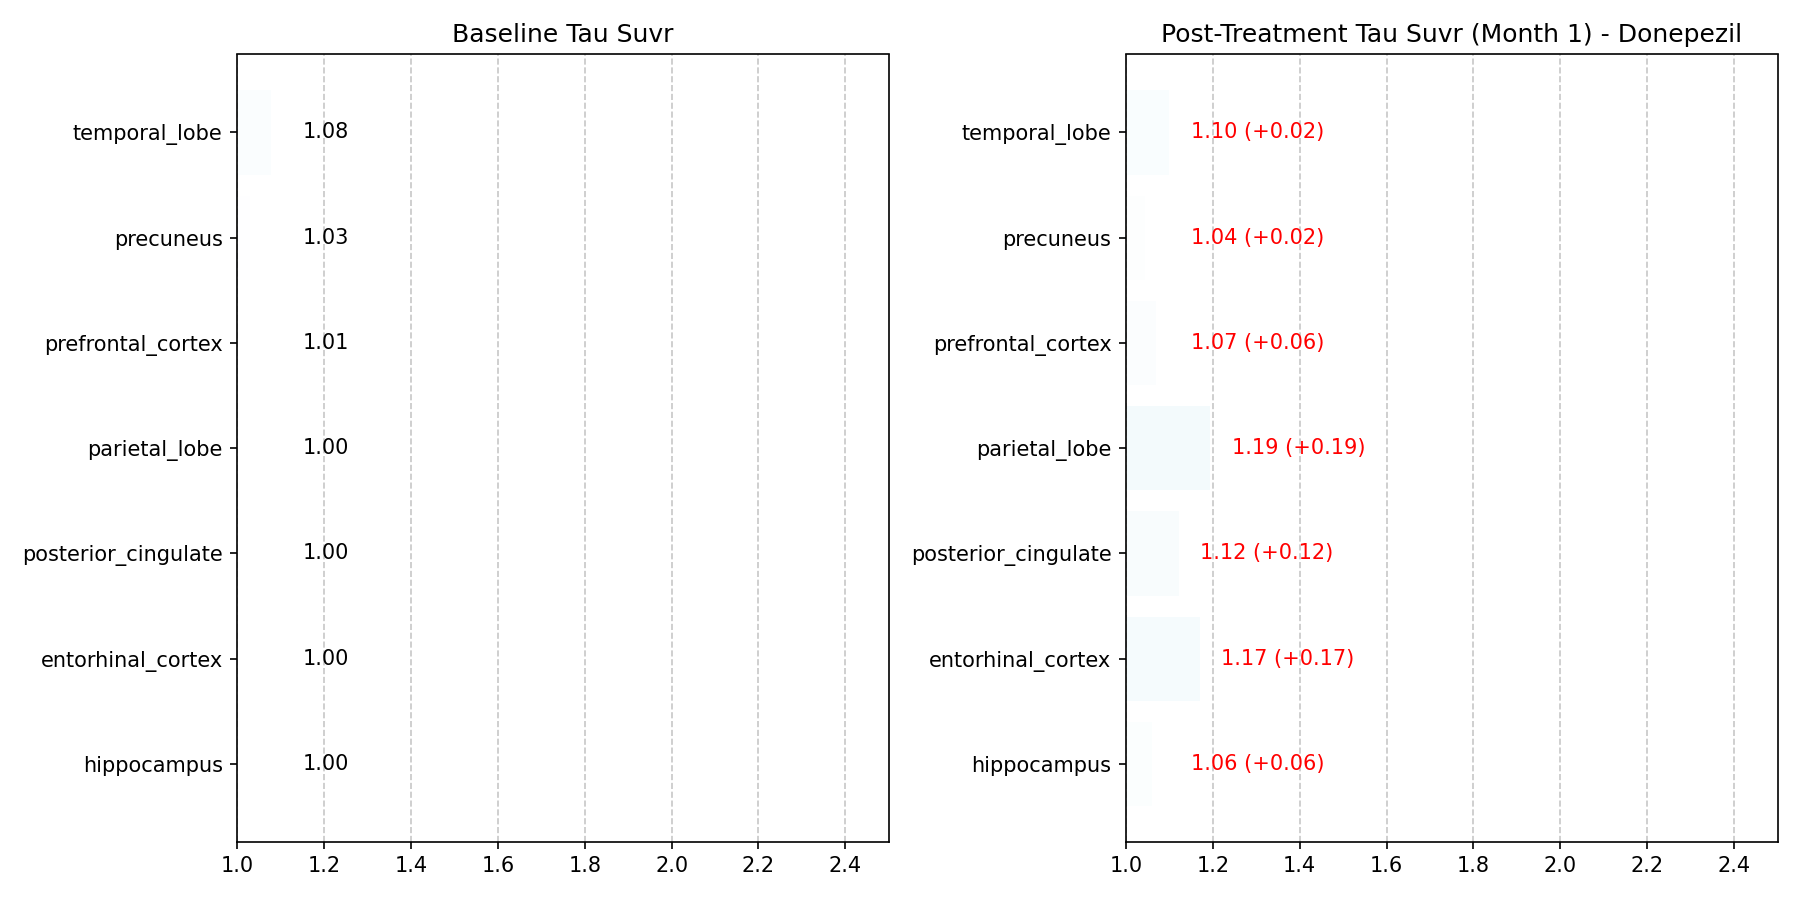 Baseline Tau Suvr
temporal_lobe
1.08
precuneus
1.03
prefrontal_cortex
1.01
parietal_lobe
1.00
posterior_cingulate
1.00
entorhinal_cortex
1.00
hippocampus
1.00
1.0 1.2 1.4 1.6 1.8 2.0 2.2 2.4
Post-Treatment Tau Suvr (Month 1) - Donepezil
temporal_lobe
1.10 (+0.02)
precuneus
1.04 (+0.02)
prefrontal_cortex
1.07 (+0.06)
parietal_lobe
1.19 (+0.19)
posterior_cingulate
1.12 (+0.12)
entorhinal_cortex
1.17 (+0.17)
hippocampus
1.06 (+0.06)
1.0 1.2 1.4 1.6 1.8 2.0 2.2 2.4